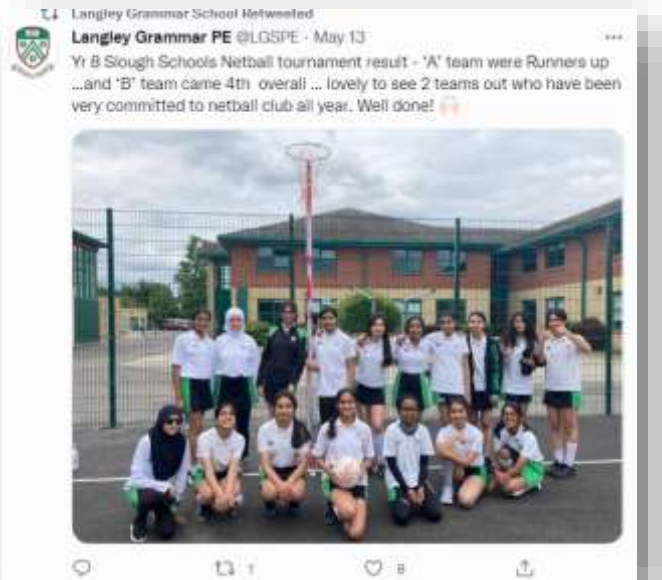 Langley Grammar School Retweeted
Langley Grammar PE @LGSPE · May 13
Yr 8 Slough Schools Netball tournament result - 'A' team were Runners up
...and 'B' team came 4th overall ... lovely to see 2 teams out who have been
very committed to netball club all year. Well done!
1 8